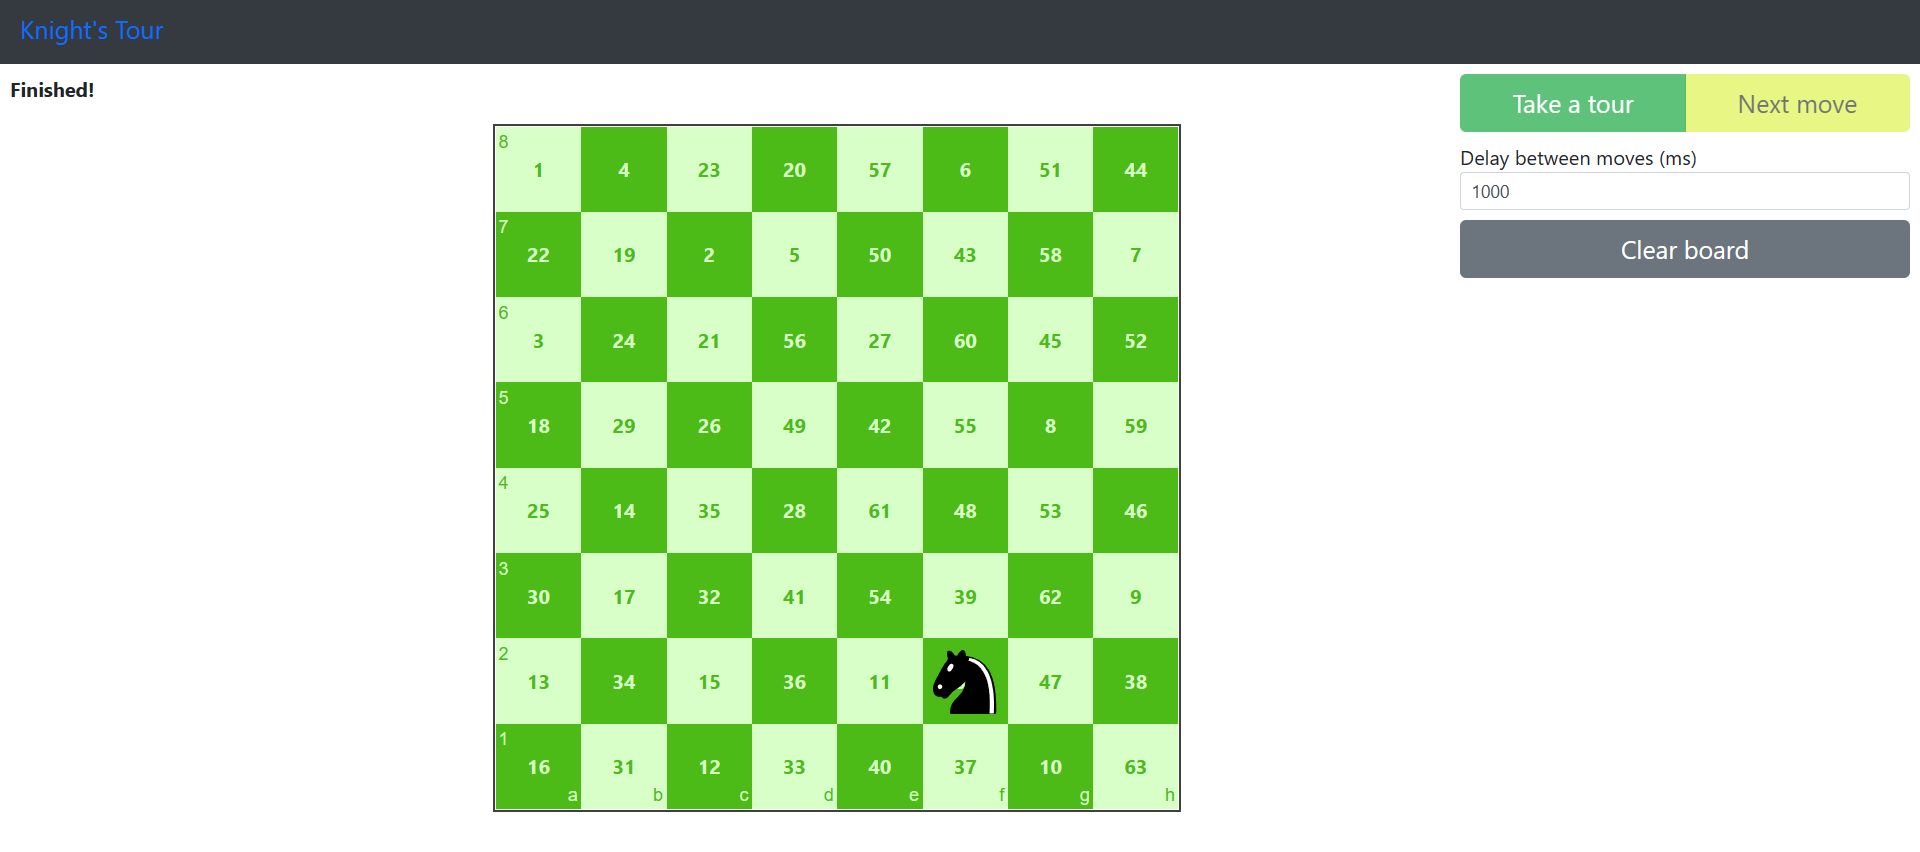 Knight's Tour
Finished!
Take a tour Next move
Delay between moves (ms)
1000
Clear board
8
1 4 23 20 57 6 51 44
7
22 19 2 5 50 43 58 7
6
3 24 21 56 27 60 45 52
5
18 29 26 49 42 55 8 59
4
25 14 35 28 61 48 53 46
3
30 17 32 41 54 39 62 9
2
13 34 15 36 11 47 38
1
16 31 12 33 40 37 10 63
a b c d e f g h